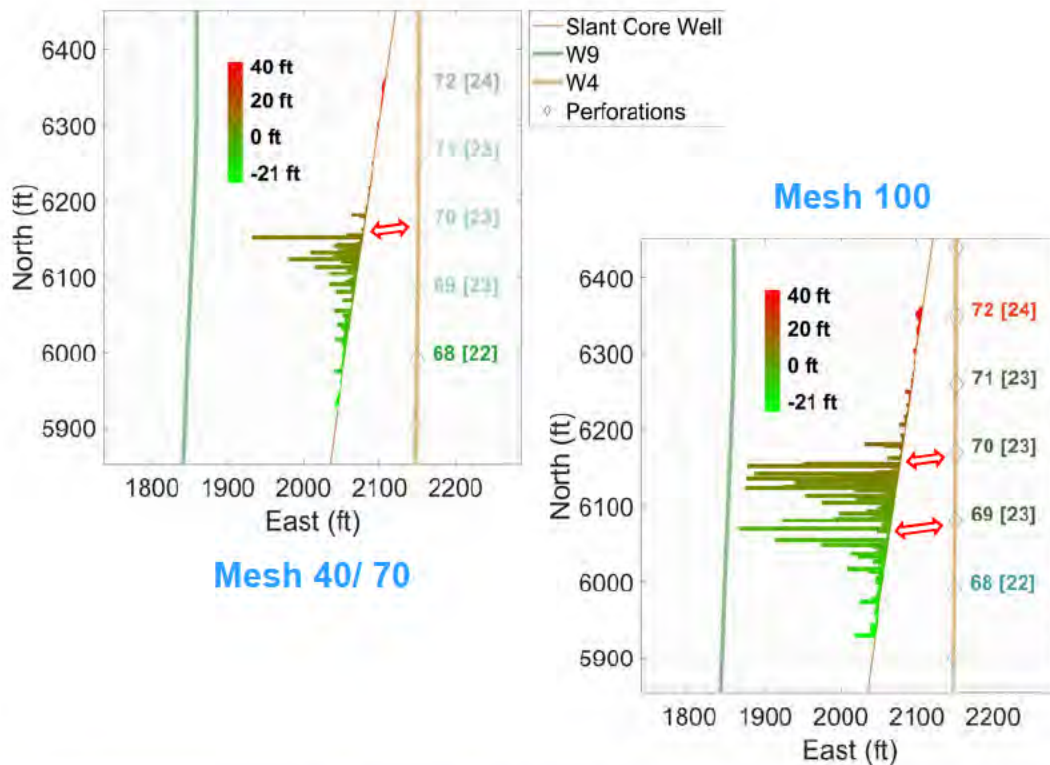 Slant Core Well
W9
W4
Perforations
6400
6300
6200
6100
6000
5900
North (ft)
40 ft
20 ft
0 ft
-21 ft
72 [24]
71 [23]
70 [23]
69 [23]
68 [22]
1800 1900 2000 2100 2200
East (ft)
Mesh 40/ 70
Mesh 100
6400
6300
6200
6100
6000
5900
North (ft)
40 ft
20 ft
0 ft
-21 ft
72 [24]
71 [23]
70 [23]
69 [23]
68 [22]
1800 1900 2000 2100 2200
East (ft)